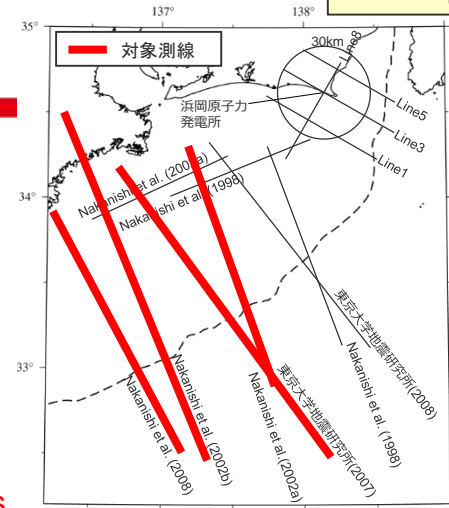 137°
138°
35°
対象測線
30km
Line8
浜岡原子力
発電所
Line5
Line3
Line1
34°
Nakanishi et al. (2002a)
Nakanishi et al. (1998)
33°
東京大学地震研究所(2008)
Nakanishi et al. (1998)
東京大学地震研究所(2007)
Nakanishi et al.(2002a)
Nakanishi et al.(2002b)
Nakanishi et al. (2008)
s